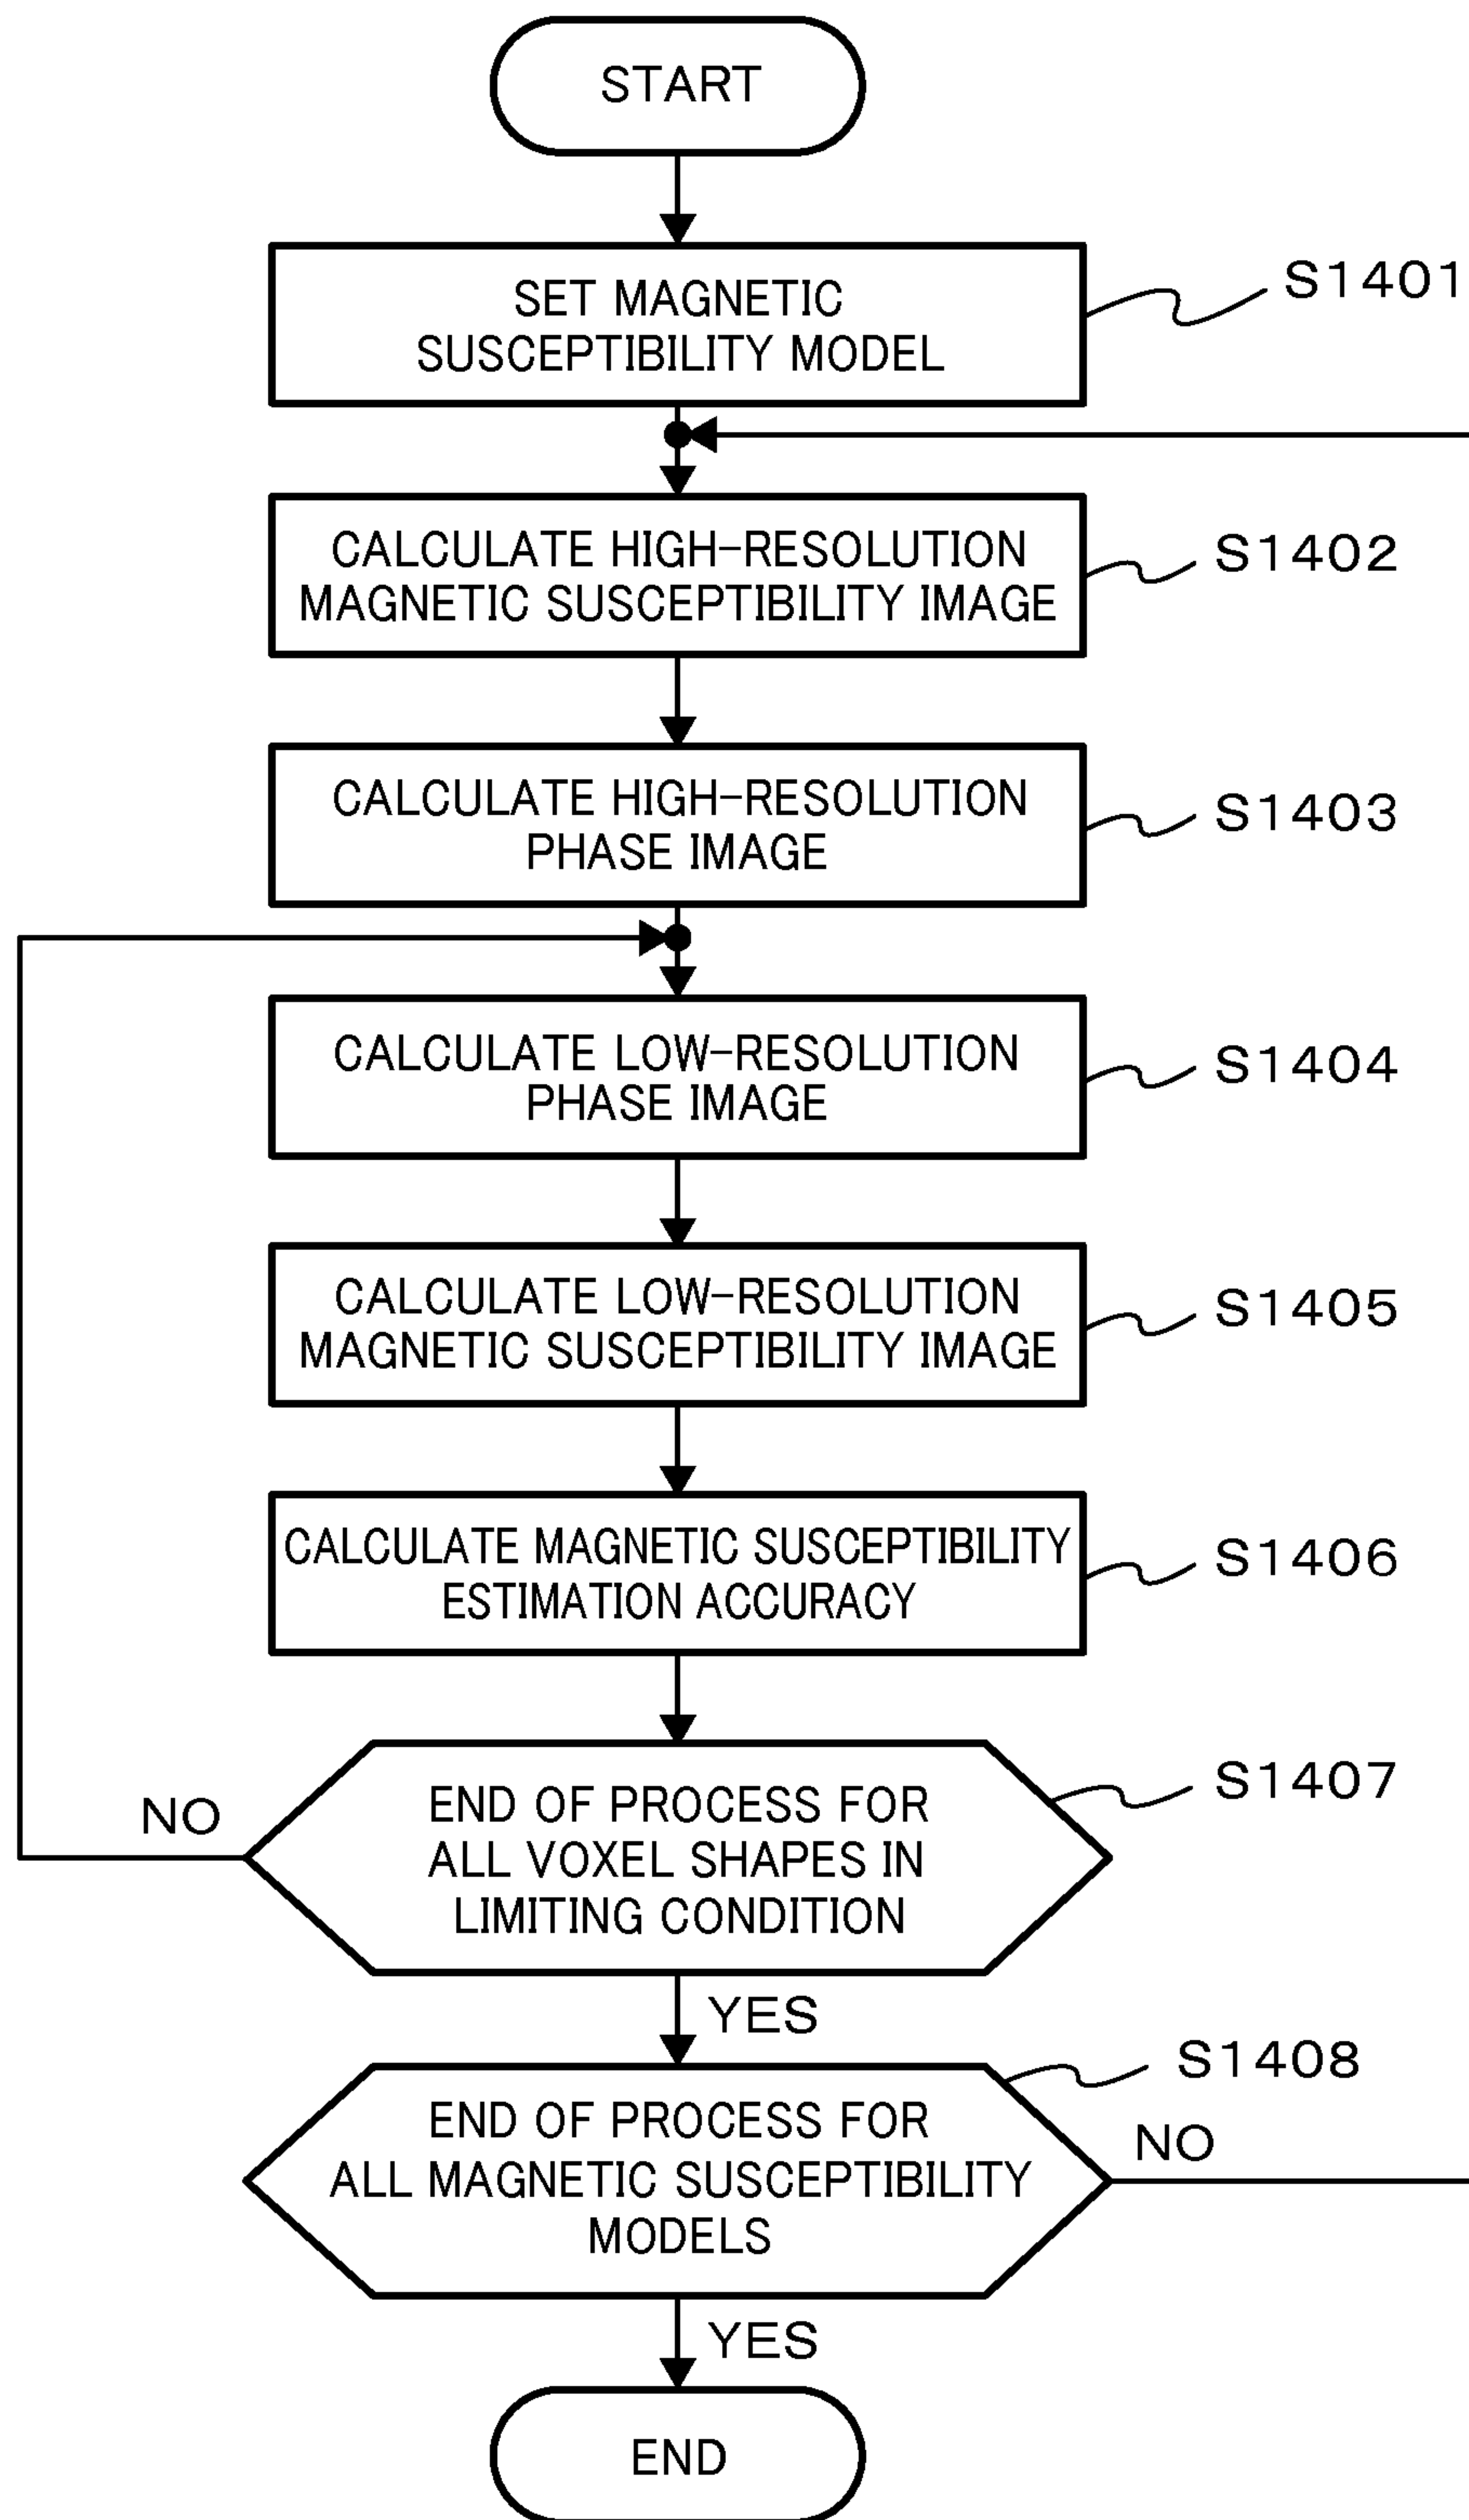 START
SET MAGNETIC
SUSCEPTIBILITY MODEL
S1401
CALCULATE HIGH-RESOLUTION
MAGNETIC SUSCEPTIBILITY IMAGE
S1402
CALCULATE HIGH-RESOLUTION
PHASE IMAGE
S1403
CALCULATE LOW-RESOLUTION
PHASE IMAGE
S1404
CALCULATE LOW-RESOLUTION
MAGNETIC SUSCEPTIBILITY IMAGE
S1405
CALCULATE MAGNETIC SUSCEPTIBILITY
ESTIMATION ACCURACY
S1406
END OF PROCESS FOR
ALL VOXEL SHAPES IN
LIMITING CONDITION
S1407
NO
YES
END OF PROCESS FOR
ALL MAGNETIC SUSCEPTIBILITY
MODELS
S1408
NO
YES
END